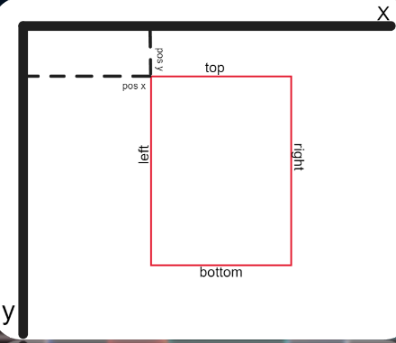 x
pos y
top
pos x
left
right
bottom
y